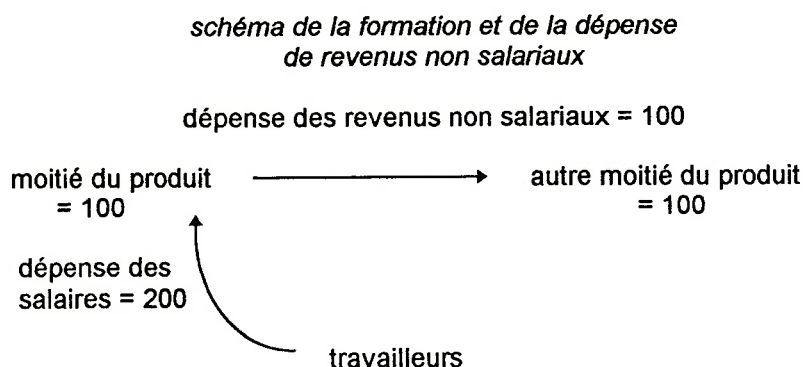 schéma de la formation et de la dépense
de revenus non salariaux
dépense des revenus non salariaux = 100
moitié du produit
= 100
autre moitié du produit
= 100
dépense des
salaires = 200
travailleurs